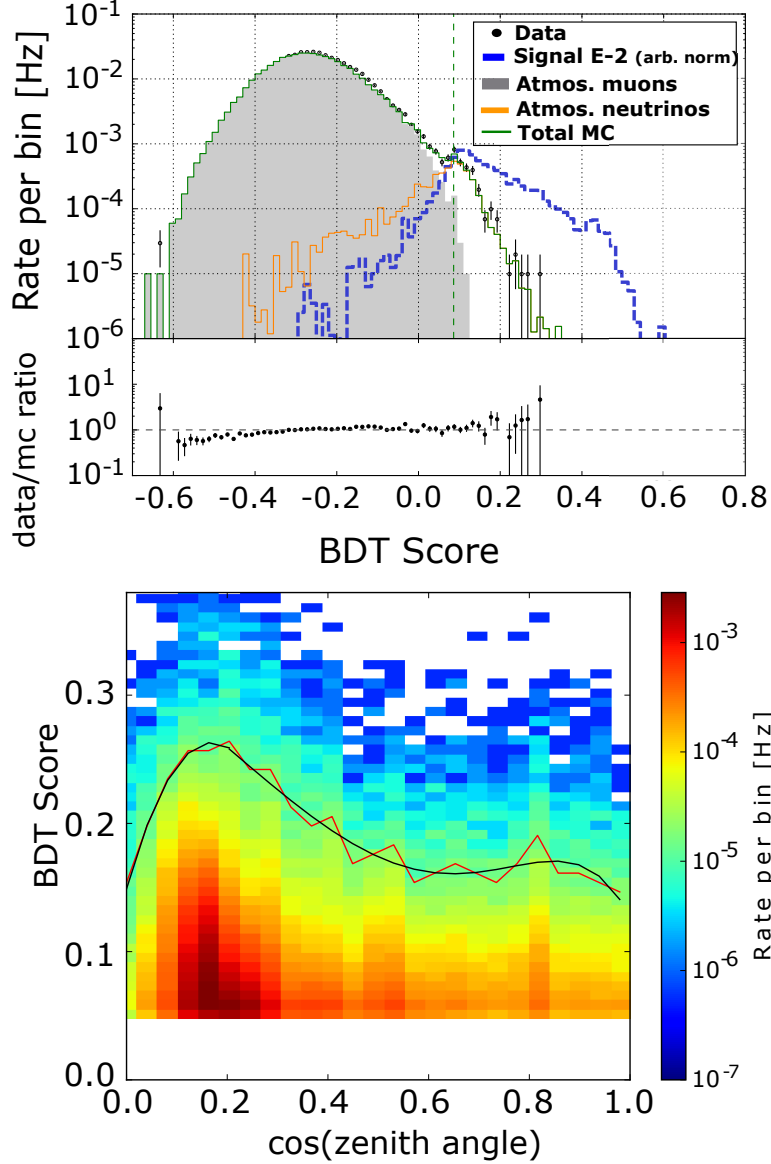 10-1
10-2
10-3
10-4
10-5
10-6
Rate per bin [Hz]
Data
Signal E-2 (arb. norm)
Atmos. muons
Atmos. neutrinos
Total MC
101
100
10-1
data/mc ratio
-0.6 -0.4 -0.2 0.0 0.2 0.4 0.6 0.8
BDT Score
0.3
0.2
0.1
0.0
BDT Score
0.0 0.2 0.4 0.6 0.8 1.0
cos(zenith angle)
10-3
10-4
10-5
10-6
10-7
Rate per bin [Hz]